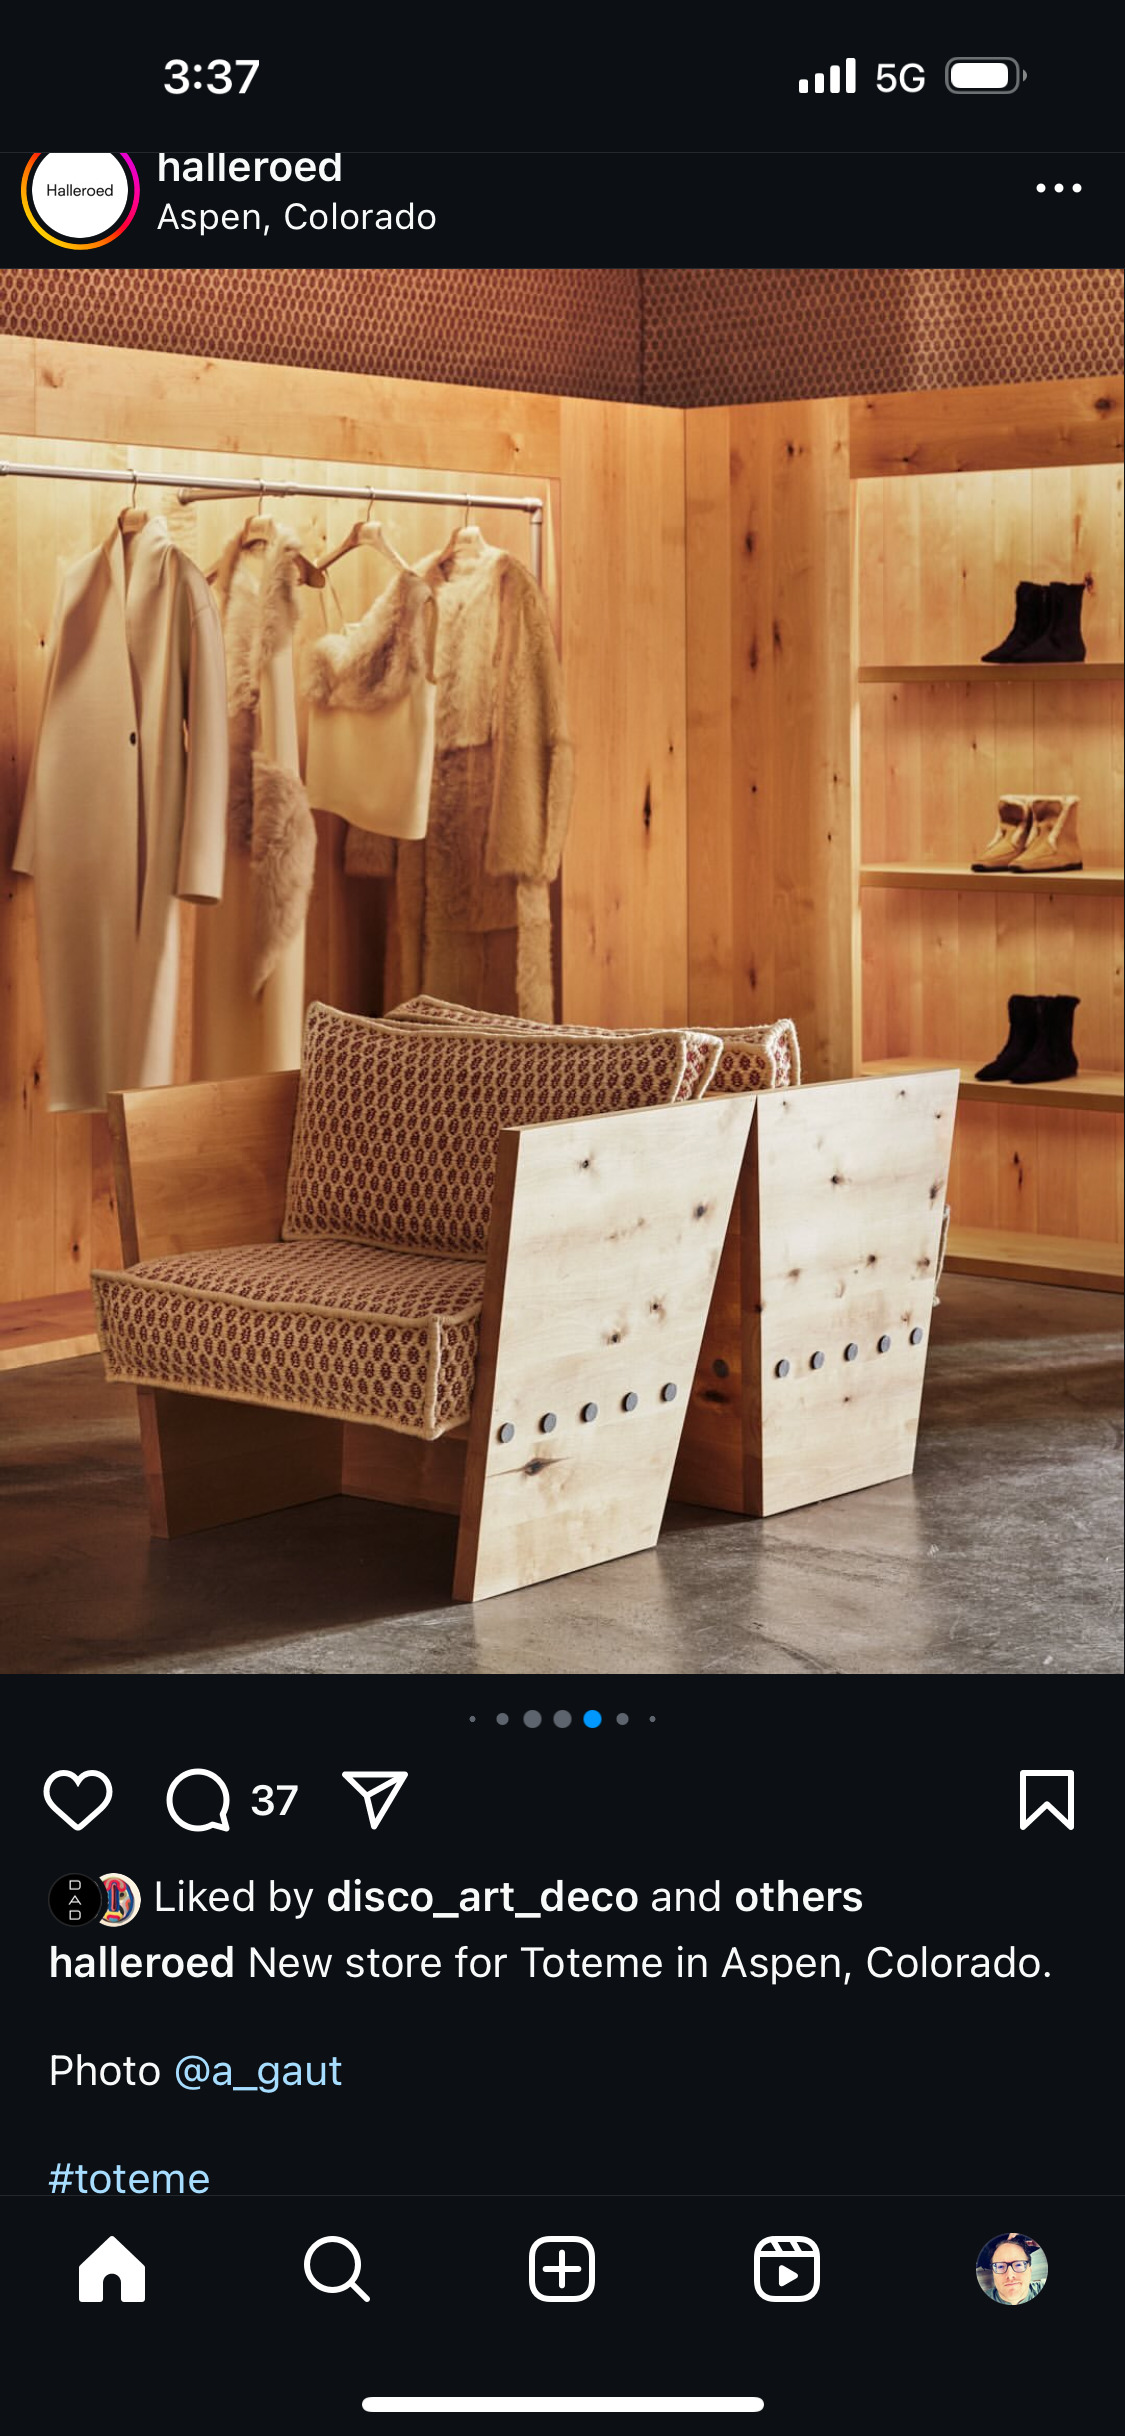 3:37
5G
Halleroed
halleroed
Aspen, Colorado
37
DAD
Liked by disco_art_deco and others
halleroed New store for Toteme in Aspen, Colorado.
Photo @a_gaut
#toteme